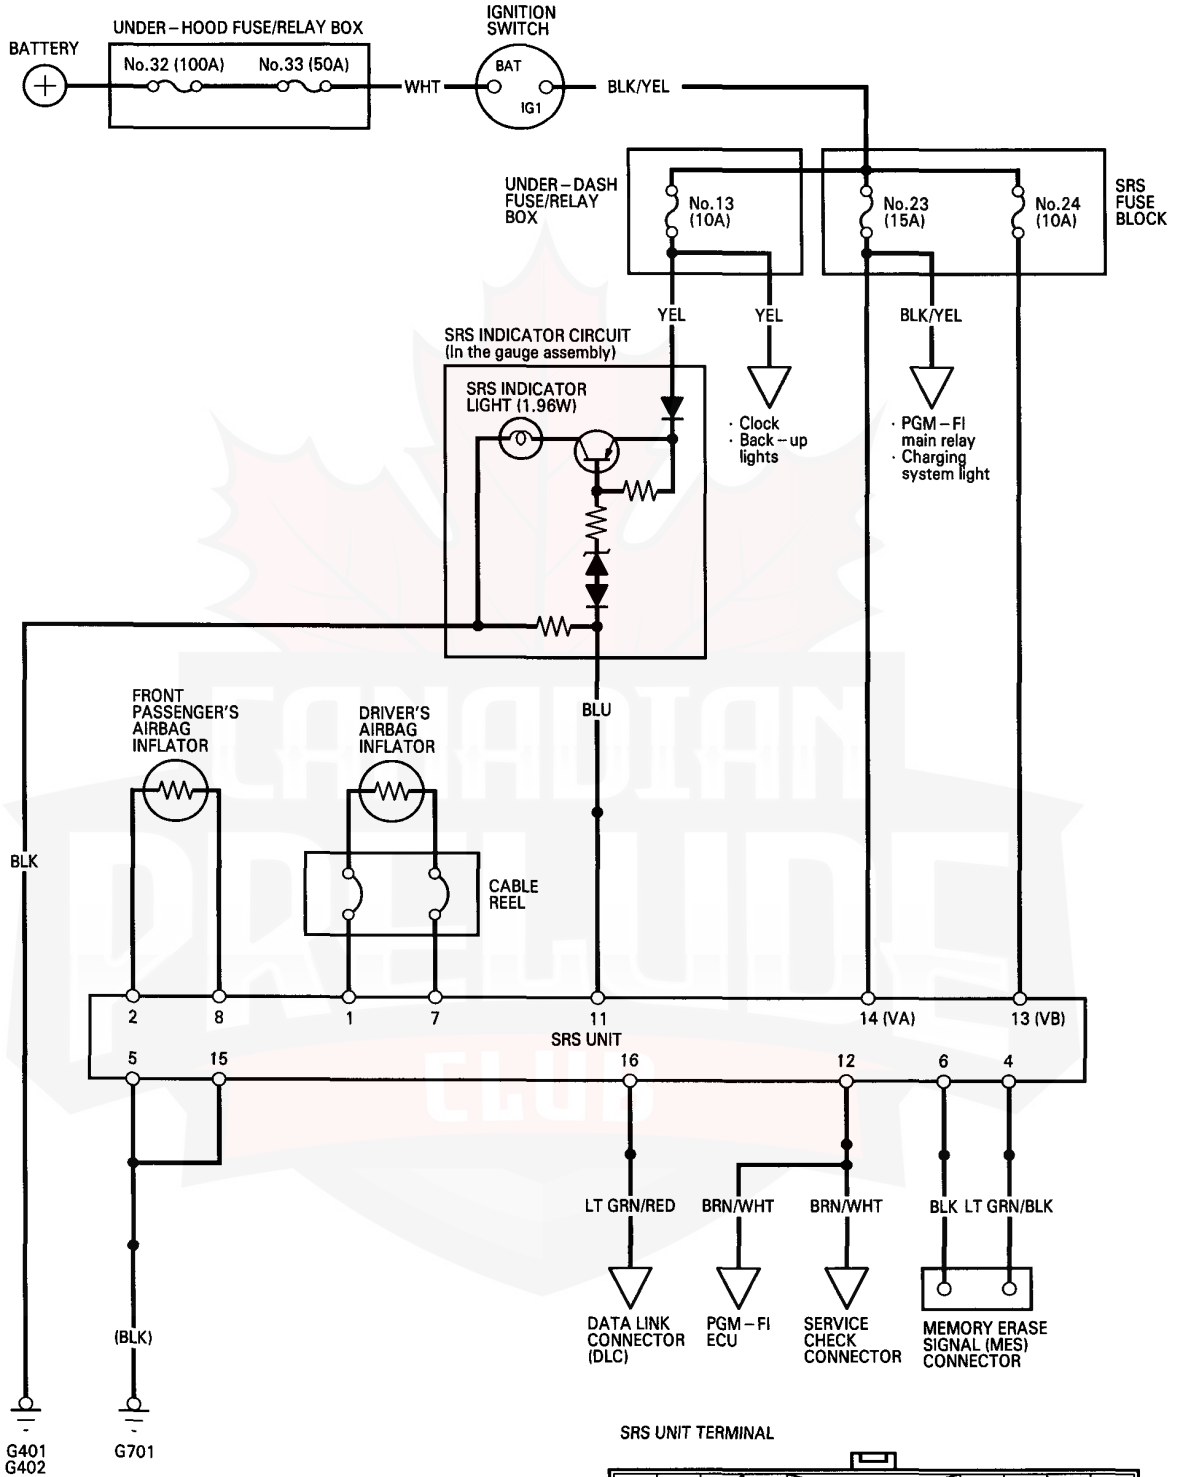 IGNITION
SWITCH
UNDER-HOOD FUSE/RELAY BOX
BATTERY
+
No.32 (100A)
No.33 (50A)
WHT
BAT
IG1
BLK/YEL
UNDER-DASH
FUSE/RELAY
BOX
No.13
(10A)
No.23
(15A)
No.24
(10A)
SRS
FUSE
BLOCK
YEL
YEL
BLK/YEL
SRS INDICATOR CIRCUIT
(In the gauge assembly)
SRS INDICATOR
LIGHT (1.96W)
· Clock
· Back-up
lights
· PGM-FI
main relay
· Charging
system light
BLU
FRONT
PASSENGER'S
AIRBAG
INFLATOR
DRIVER'S
AIRBAG
INFLATOR
CANADIAN
PRELUDE
CLUB
BLK
CABLE
REEL
2
8
1
7
11
14 (VA)
13 (VB)
SRS UNIT
5
15
16
12
6
4
LT GRN/RED
BRN/WHT
BRN/WHT
BLK
LT GRN/BLK
DATA LINK
CONNECTOR
(DLC)
PGM-FI
ECU
SERVICE
CHECK
CONNECTOR
MEMORY ERASE
SIGNAL (MES)
CONNECTOR
(BLK)
G401
G402
G701
SRS UNIT TERMINAL